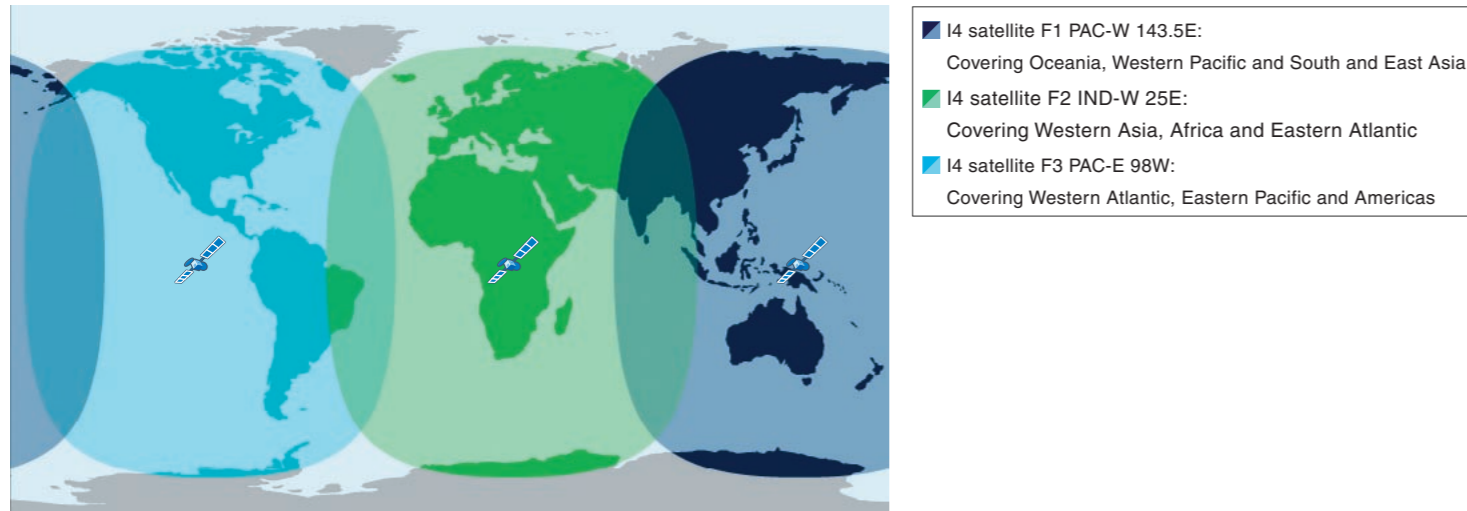 I4 satellite F1 PAC-W 143.5E:
Covering Oceania, Western Pacific and South and East Asia
I4 satellite F2 IND-W 25E:
Covering Western Asia, Africa and Eastern Atlantic
I4 satellite F3 PAC-E 98W:
Covering Western Atlantic, Eastern Pacific and Americas